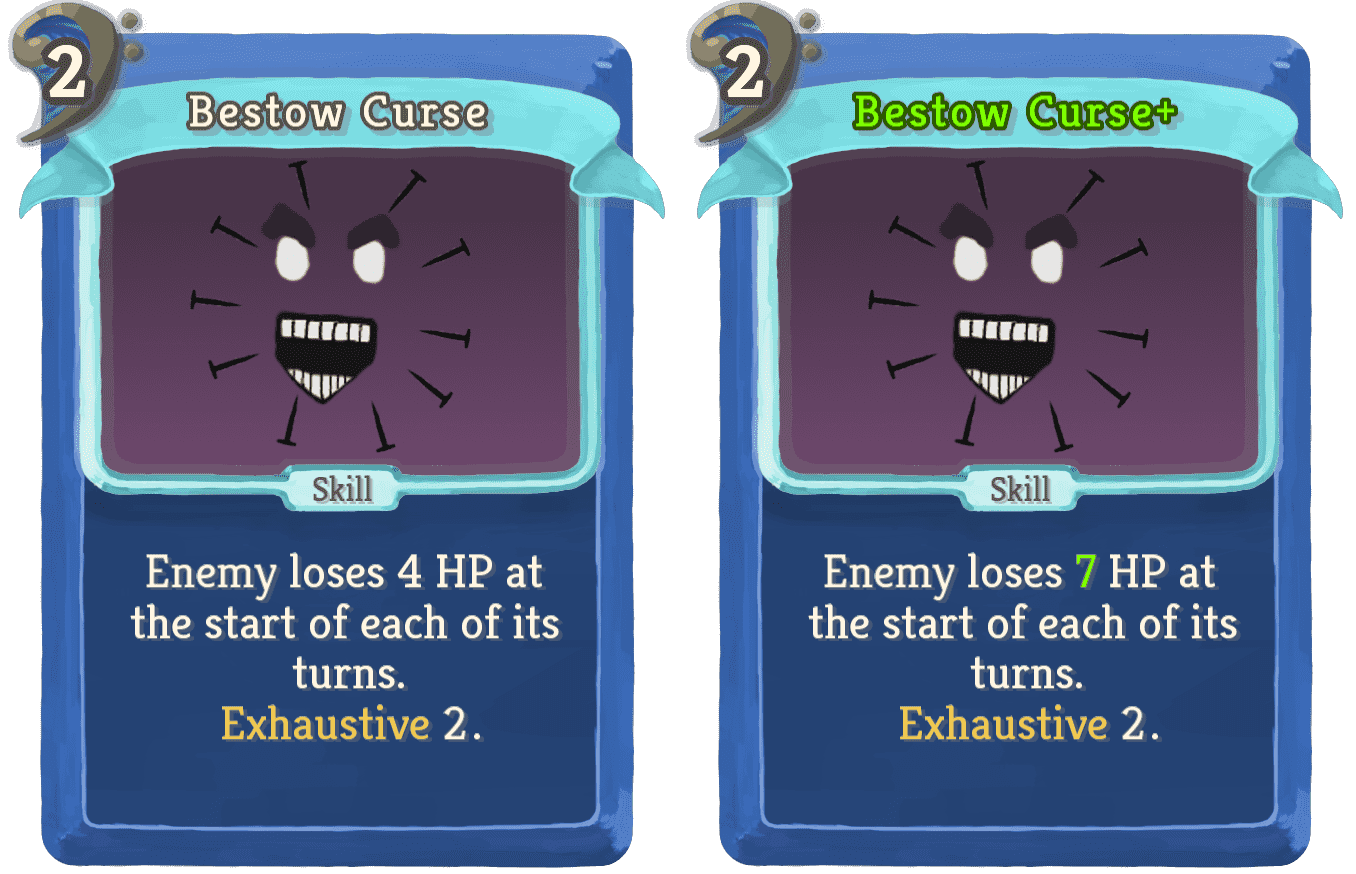 2
Bestow Curse
Skill
Enemy loses 4 HP at
the start of each of its
turns.
Exhaustive 2.
2
Bestow Curse+
Skill
Enemy loses 7 HP at
the start of each of its
turns.
Exhaustive 2.